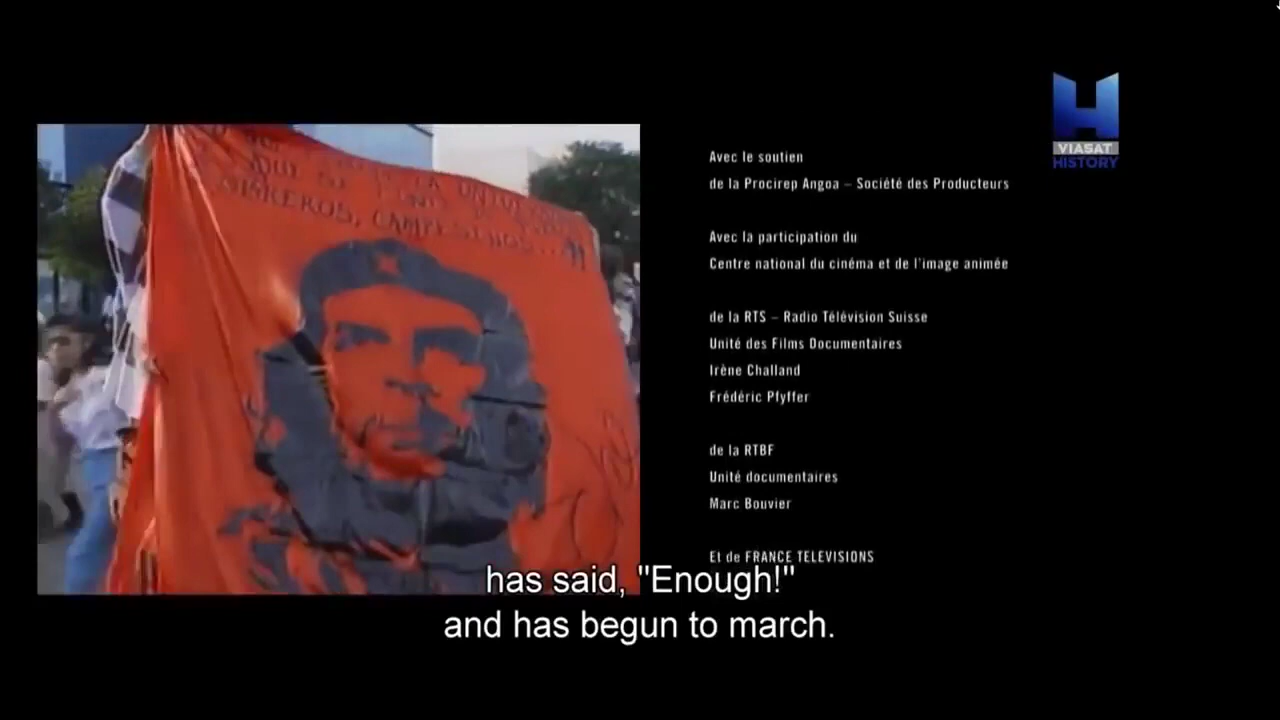 MINEROS, CAMPESINOS...
Avec le soutien
de la Procirep Angoa – Société des Producteurs
Avec la participation du
Centre national du cinéma et de l'image animée
de la RTS – Radio Télévision Suisse
Unité des Films Documentaires
Irène Challand
Frédéric Pfyffer
de la RTBF
Unité documentaires
Marc Bouvier
Et de FRANCE TELEVISIONS
VIASAT
HISTORY
has said, "Enough!"
and has begun to march.